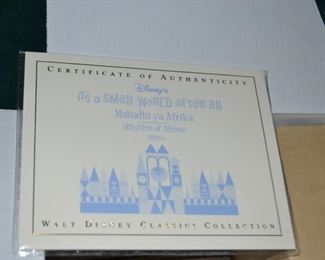 CERTIFICATE OF AUTHENTICITY
Disney's
it's a small world after all
Mahadhi ya Afrika
(Rhythm of Africa)
Africa
WALT DISNEY CLASSICS COLLECTION